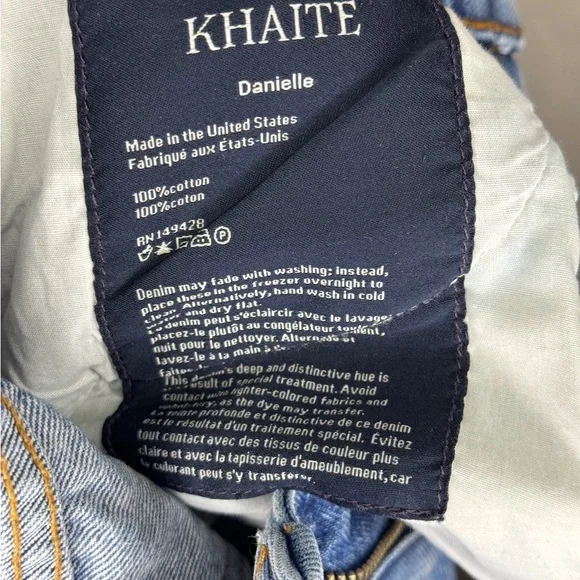 KHAITE
Danielle
Made in the United States
Fabriqué aux États-Unis
100%cotton
100%coton
RN149428
P
Denim may fade with washing; instead,
place these in the freezer overnight to
clean. Alternatively, hand wash in cold
water and dry flat.
Le denim peut s'éclaircir avec le lavage.
placez-le plutôt au congélateur toute
nuit pour le nettoyer.
lavez-le à la main à
This denim's deep and distinctive hue is
the result of special treatment. Avoid
contact with lighter-colored fabrics and
as the dye may transfer.
La teinte profonde et distinctive de ce denim
est le résultat d'un traitement spécial. Évitez
tout contact avec des tissus de couleur plus
claire et avec la tapisserie d'ameublement, car
le colorant peut s'y transférer.